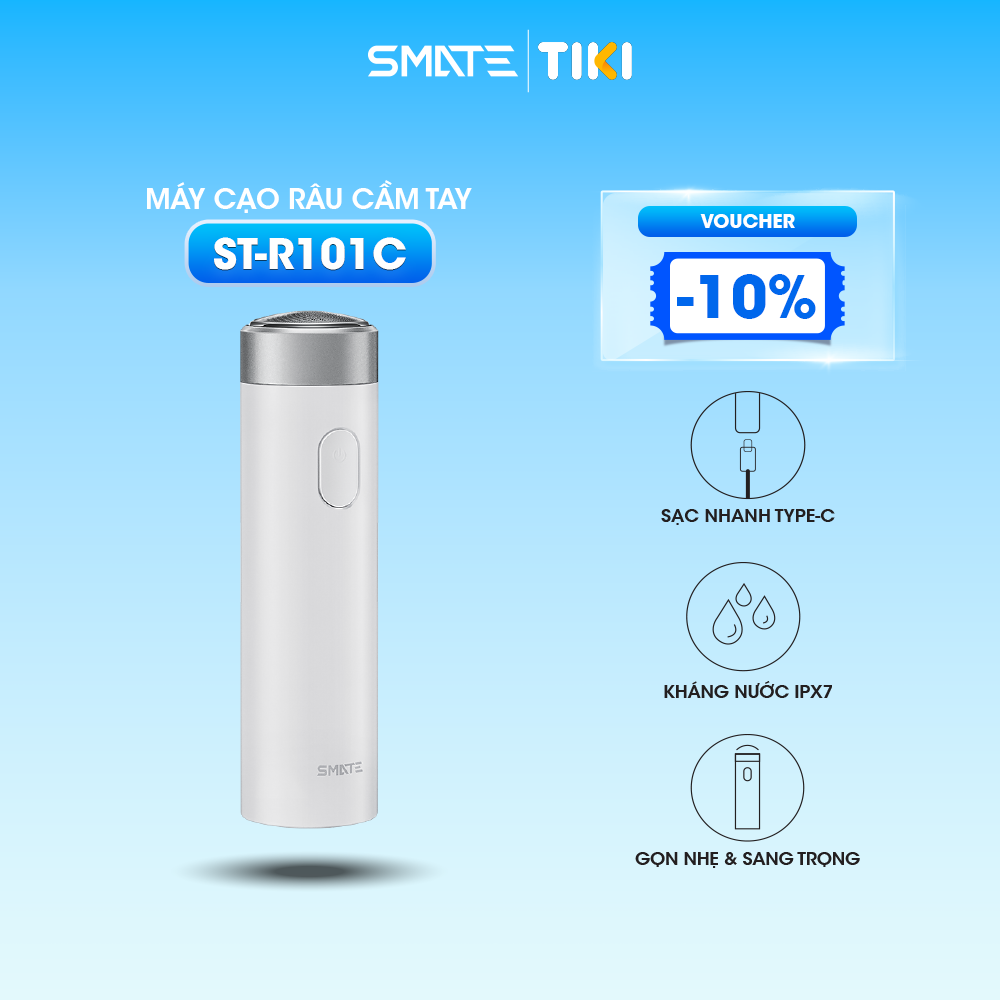 SMATE | TIKI
MÁY CẠO RÂU CẦM TAY
ST-R101C
VOUCHER
-10%
SẠC NHANH TYPE-C
KHÁNG NƯỚC IPX7
GỌN NHẸ & SANG TRỌNG
SMATE